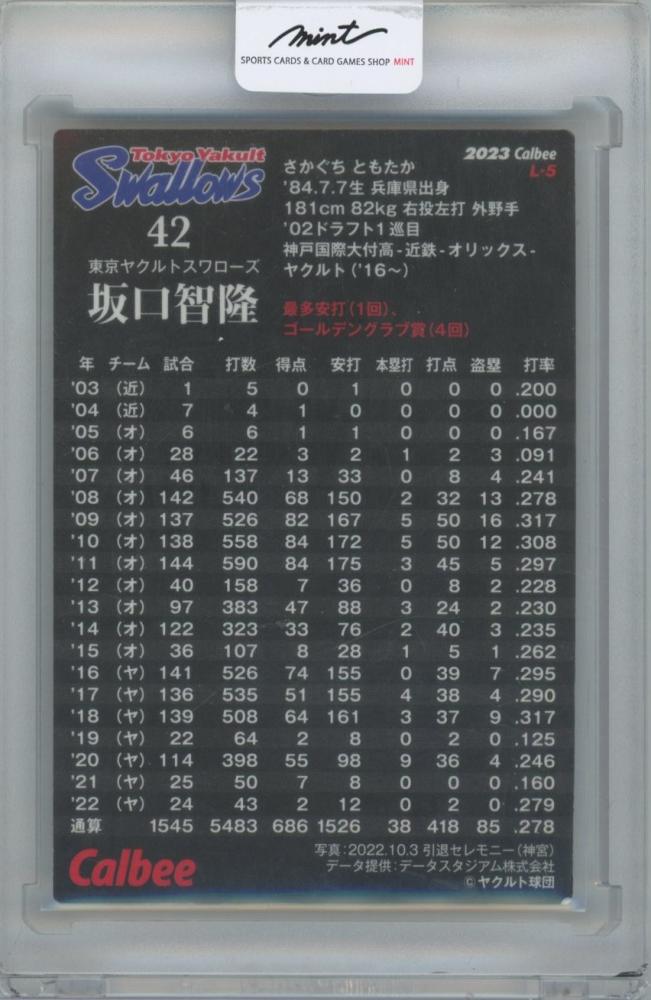 mint
SPORTS CARDS & CARD GAMES SHOP MINT
Tokyo Yakult
Swallows
2023 Calbee
L-5
42
東京ヤクルトスワローズ
坂口智隆
さかぐち ともたか
'84.7.7生 兵庫県出身
181cm 82kg 右投左打 外野手
'02ドラフト1巡目
神戸国際大付高-近鉄-オリックス-
ヤクルト('16〜)
最多安打(1回)、
ゴールデングラブ賞(4回)
年 チーム 試合 打数 得点 安打 本塁打 打点 盗塁 打率
'03 (近) 1 5 0 1 0 0 0 .200
'04 (近) 7 4 1 0 0 0 0 .000
'05 (オ) 6 6 1 1 0 0 0 .167
'06 (オ) 28 22 3 2 1 2 3 .091
'07 (オ) 46 137 13 33 0 8 4 .241
'08 (オ) 142 540 68 150 2 32 13 .278
'09 (オ) 137 526 82 167 5 50 16 .317
'10 (オ) 138 558 84 172 5 50 12 .308
'11 (オ) 144 590 84 175 3 45 5 .297
'12 (オ) 40 158 7 36 0 8 2 .228
'13 (オ) 97 383 47 88 3 24 2 .230
'14 (オ) 122 323 33 76 2 40 3 .235
'15 (オ) 36 107 8 28 1 5 1 .262
'16 (ヤ) 141 526 74 155 0 39 7 .295
'17 (ヤ) 136 535 51 155 4 38 4 .290
'18 (ヤ) 139 508 64 161 3 37 9 .317
'19 (ヤ) 22 64 2 8 0 2 0 .125
'20 (ヤ) 114 398 55 98 9 36 4 .246
'21 (ヤ) 25 50 7 8 0 0 0 .160
'22 (ヤ) 24 43 2 12 0 2 0 .279
通算 1545 5483 686 1526 38 418 85 .278
Calbee
写真:2022.10.3 引退セレモニー(神宮)
データ提供:データスタジアム株式会社
©ヤクルト球団